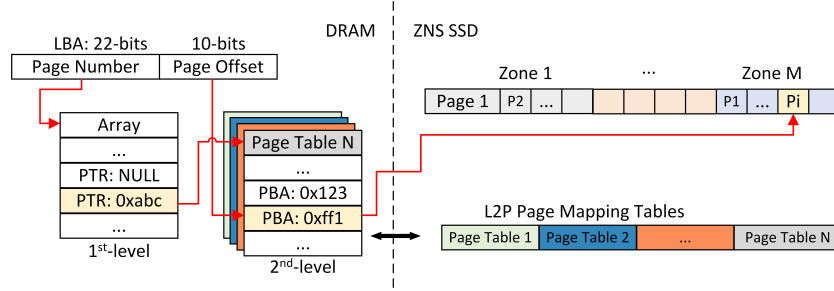 LBA: 22-bits 10-bits
Page Number Page Offset
DRAM
ZNS SSD
Array
...
PTR: NULL
PTR: 0xabc
...
1st-level
Page Table N
...
PBA: 0x123
PBA: 0xff1
...
2nd-level
Zone 1 ... Zone M
Page 1 P2 ... P1 ... Pi
L2P Page Mapping Tables
Page Table 1 Page Table 2 ... Page Table N